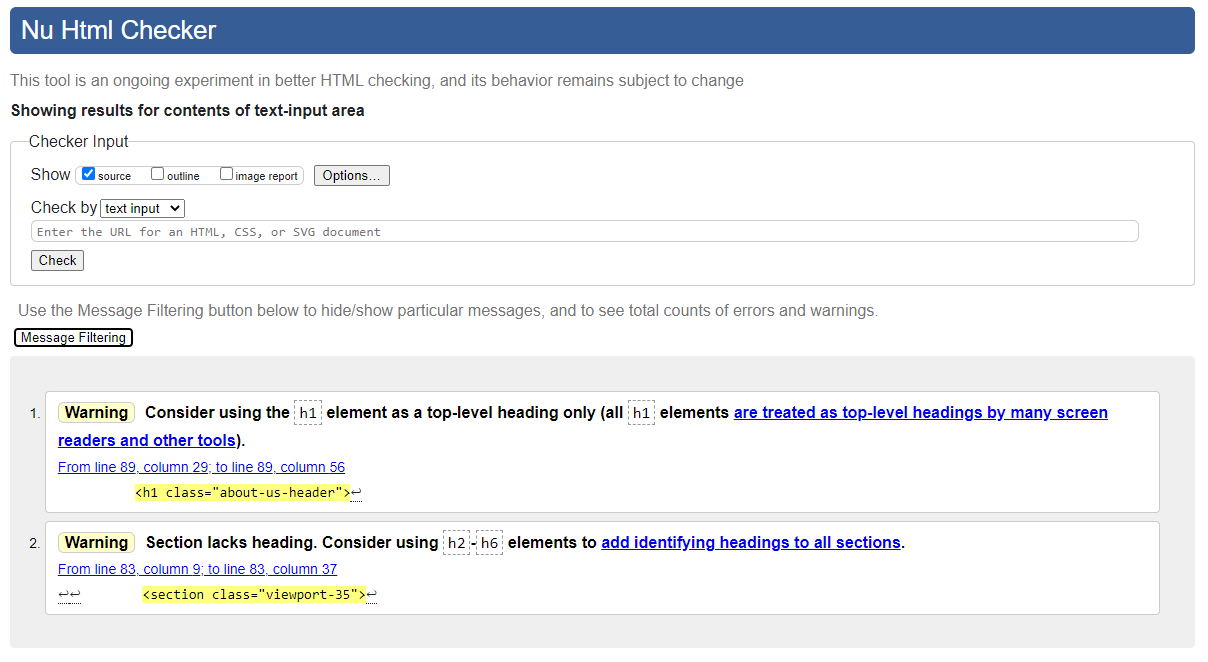 Nu Html Checker
This tool is an ongoing experiment in better HTML checking, and its behavior remains subject to change
Showing results for contents of text-input area
Checker Input
Show source outline image report Options...
Check by text input
Enter the URL for an HTML, CSS, or SVG document
Check
Use the Message Filtering button below to hide/show particular messages, and to see total counts of errors and warnings.
Message Filtering
1. Warning Consider using the h1 element as a top-level heading only (all h1 elements are treated as top-level headings by many screen
readers and other tools).
From line 89, column 29; to line 89, column 56
<h1 class="about-us-header">↩
2. Warning Section lacks heading. Consider using h2-h6 elements to add identifying headings to all sections.
From line 83, column 9; to line 83, column 37
↩↩ <section class="viewport-35">↩